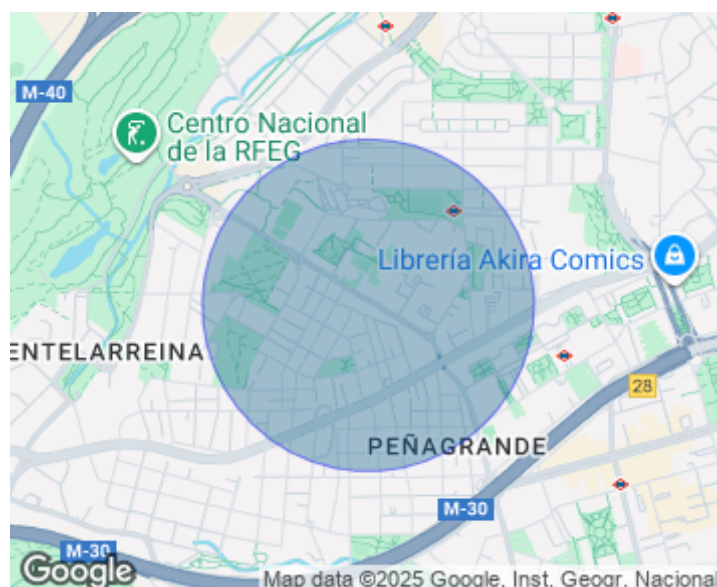 M-40
Centro Nacional
de la RFEG
Librería Akira Comics
ENTELARREINA
28
PEÑAGRANDE
M-30
M-30
Google
Map data ©2025 Google, Inst. Geogr. Nacional